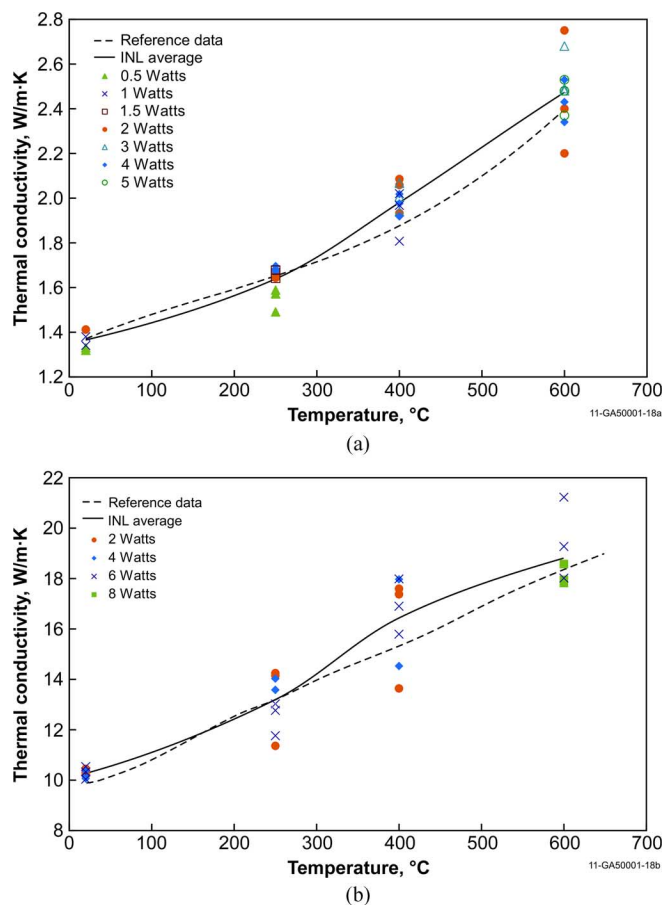 2.8
2.6
2.4
2.2
2.0
1.8
1.6
1.4
1.2
Thermal conductivity, W/m·K
Reference data
INL average
0.5 Watts
1 Watts
1.5 Watts
2 Watts
3 Watts
4 Watts
5 Watts
0 100 200 300 400 500 600 700
Temperature, °C
11-GA50001-18a
(a)
22
20
18
16
14
12
10
8
Thermal conductivity, W/m·K
Reference data
INL average
2 Watts
4 Watts
6 Watts
8 Watts
0 100 200 300 400 500 600 700
Temperature, °C
11-GA50001-18b
(b)